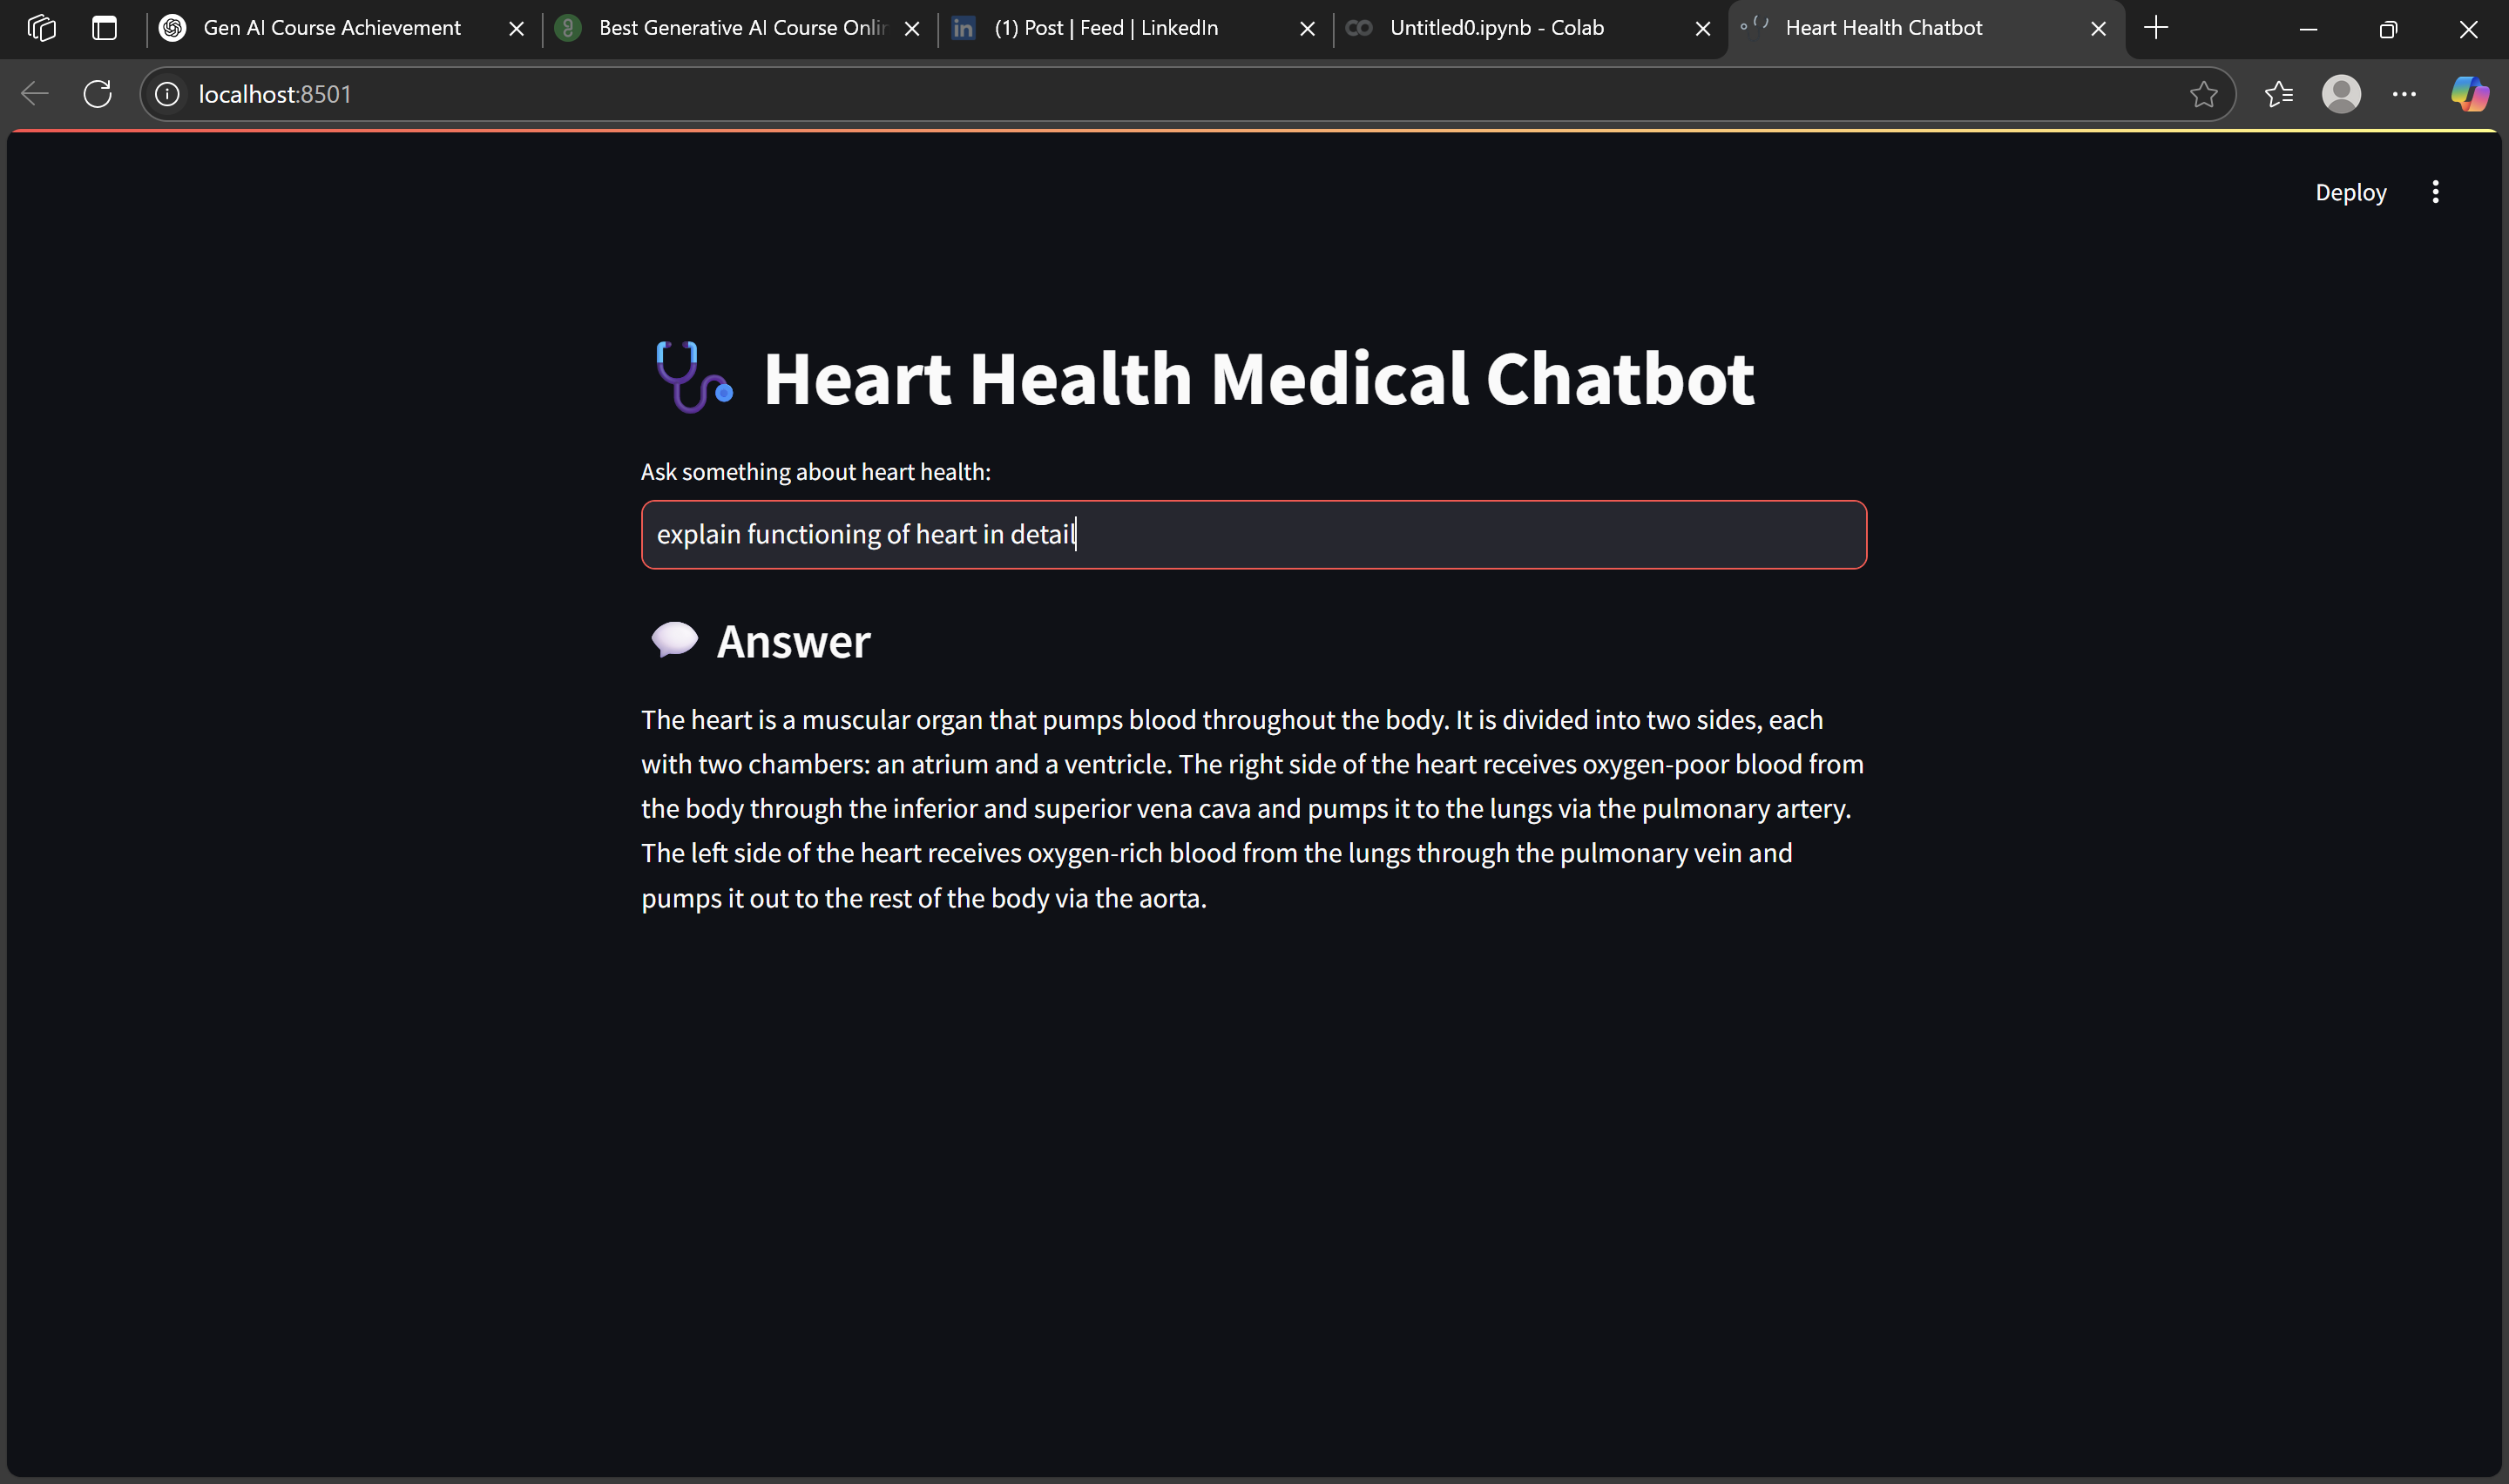 Gen AI Course Achievement
Best Generative AI Course Onlin
(1) Post | Feed | LinkedIn
Untitled0.ipynb - Colab
Heart Health Chatbot
localhost:8501
Deploy
Heart Health Medical Chatbot
Ask something about heart health:
explain functioning of heart in detail
Answer
The heart is a muscular organ that pumps blood throughout the body. It is divided into two sides, each
with two chambers: an atrium and a ventricle. The right side of the heart receives oxygen-poor blood from
the body through the inferior and superior vena cava and pumps it to the lungs via the pulmonary artery.
The left side of the heart receives oxygen-rich blood from the lungs through the pulmonary vein and
pumps it out to the rest of the body via the aorta.